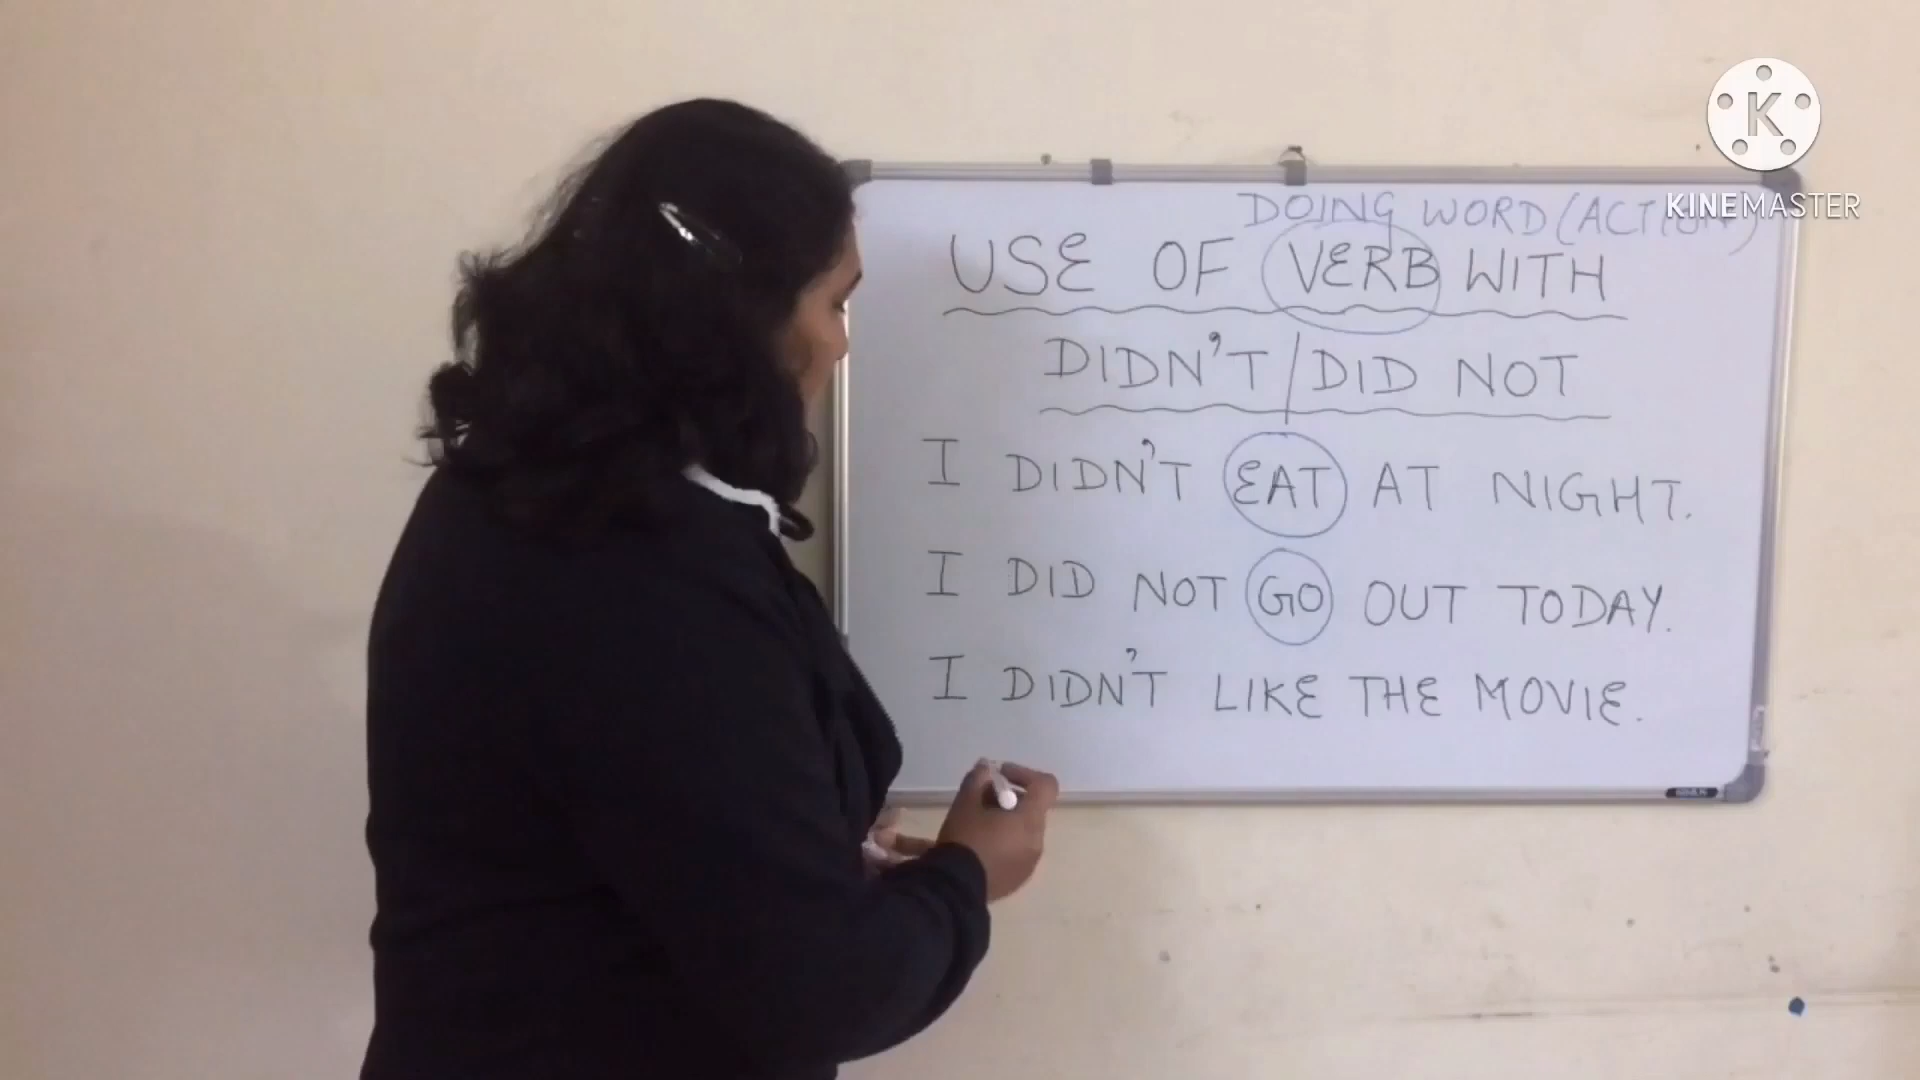 DOING WORD (ACTION)
USE OF VERB WITH
DIDN'T/DID NOT
I DIDN'T EAT AT NIGHT.
I DID NOT GO OUT TODAY.
I DIDN'T LIKE THE MOVIE.
K
KINEMASTER